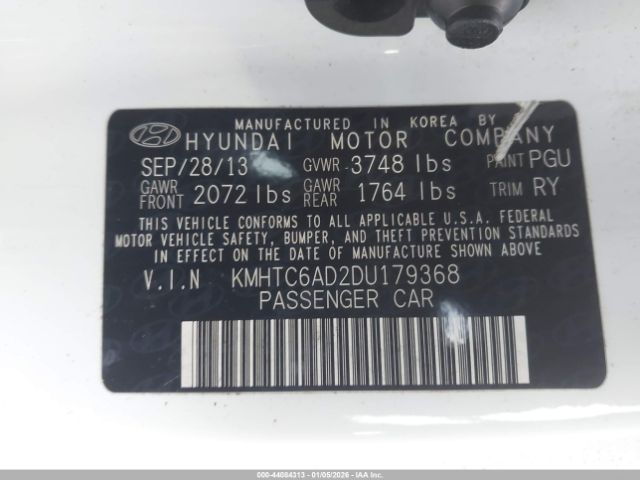 MANUFACTURED IN KOREA BY
HYUNDAI MOTOR COMPANY
SEP/28/13 GVWR 3748 lbs PAINT PGU
GAWR FRONT 2072 lbs GAWR REAR 1764 lbs TRIM RY
THIS VEHICLE CONFORMS TO ALL APPLICABLE U.S.A. FEDERAL
MOTOR VEHICLE SAFETY, BUMPER, AND THEFT PREVENTION STANDARDS
IN EFFECT ON THE DATE OF MANUFACTURE SHOWN ABOVE
V.I.N KMHTC6AD2DU179368
PASSENGER CAR
000-44084313 - 01/05/2026 - IAAI.COM